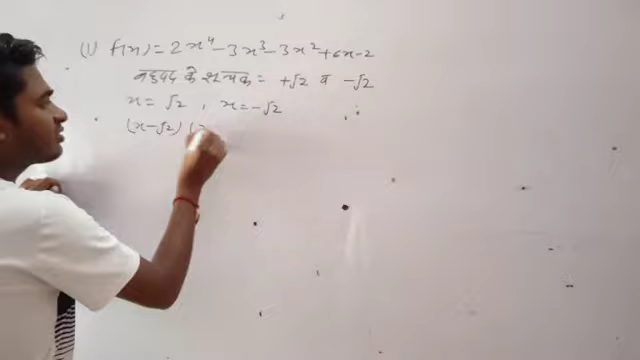 (1) f(x) = 2x⁴ - 3x³ - 3x² + 6x - 2
बहुपद के शून्यक = +√2 व -√2
x = √2 , x = -√2
(x - √2) (